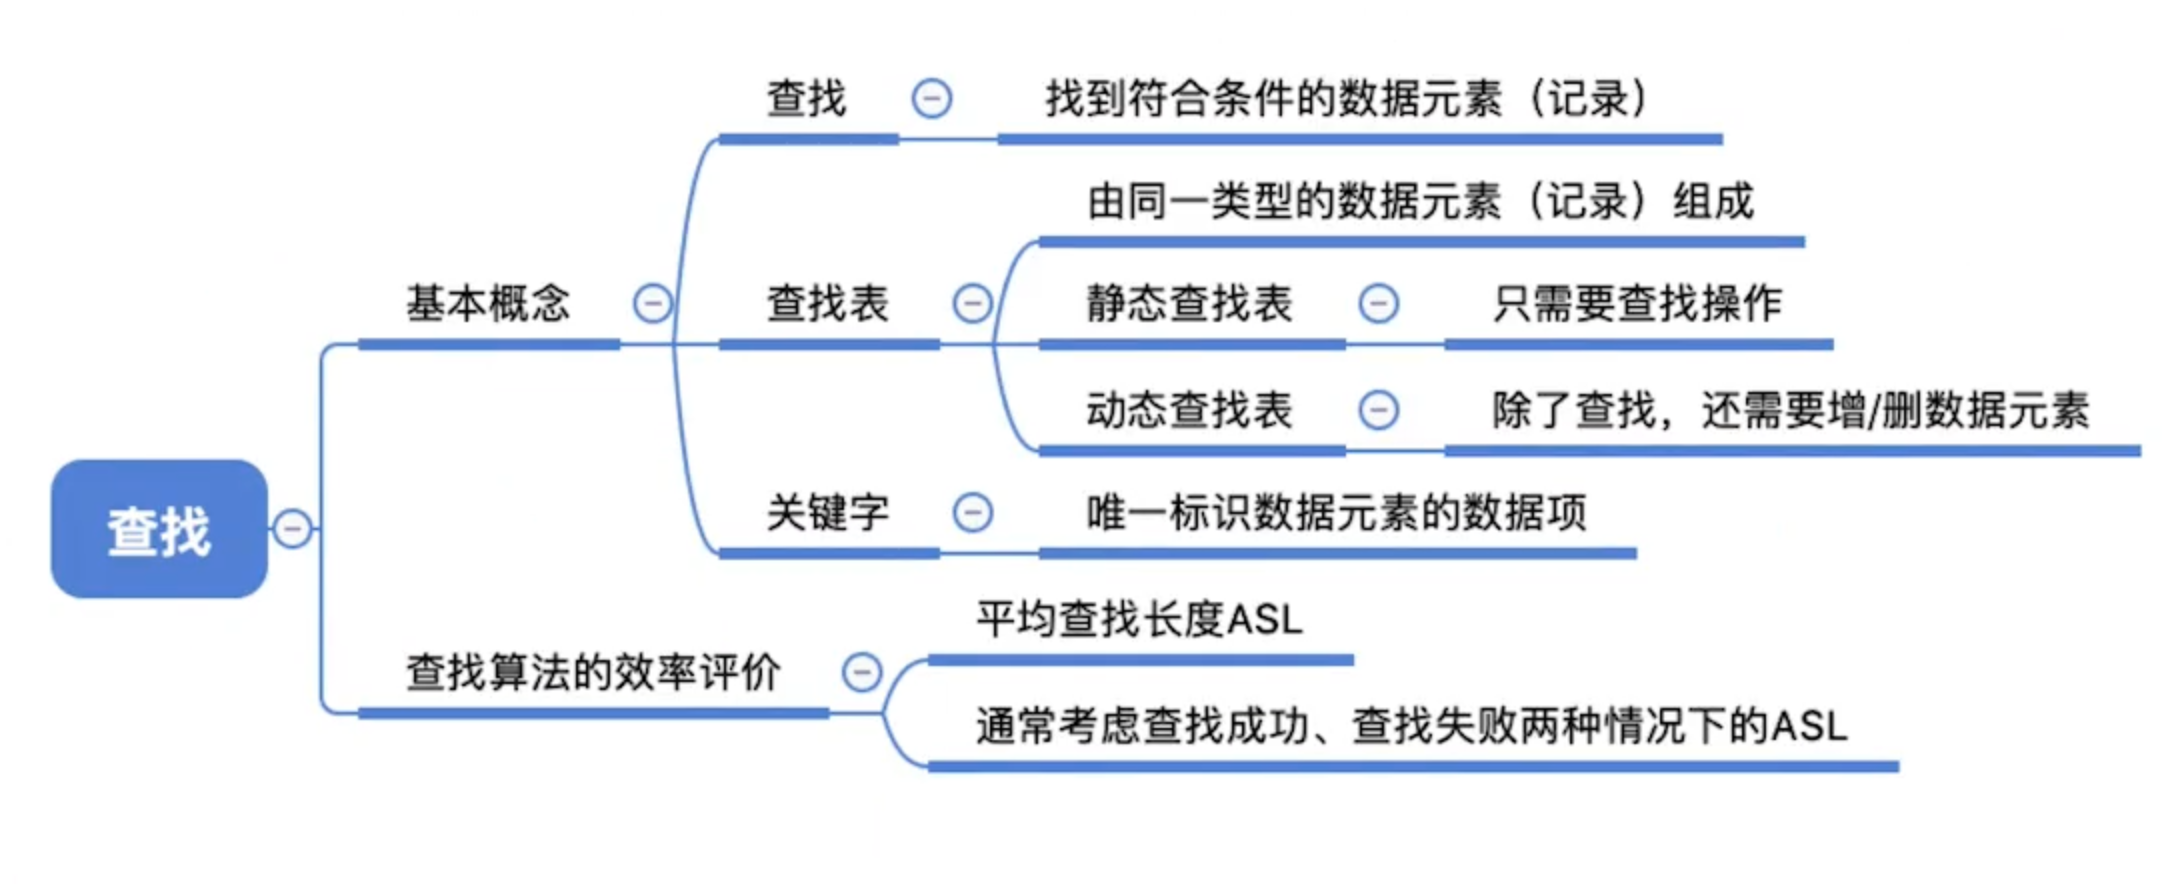 查找
基本概念
查找
找到符合条件的数据元素（记录）
查找表
由同一类型的数据元素（记录）组成
静态查找表
只需要查找操作
动态查找表
除了查找，还需要增/删数据元素
关键字
唯一标识数据元素的数据项
查找算法的效率评价
平均查找长度ASL
通常考虑查找成功、查找失败两种情况下的ASL